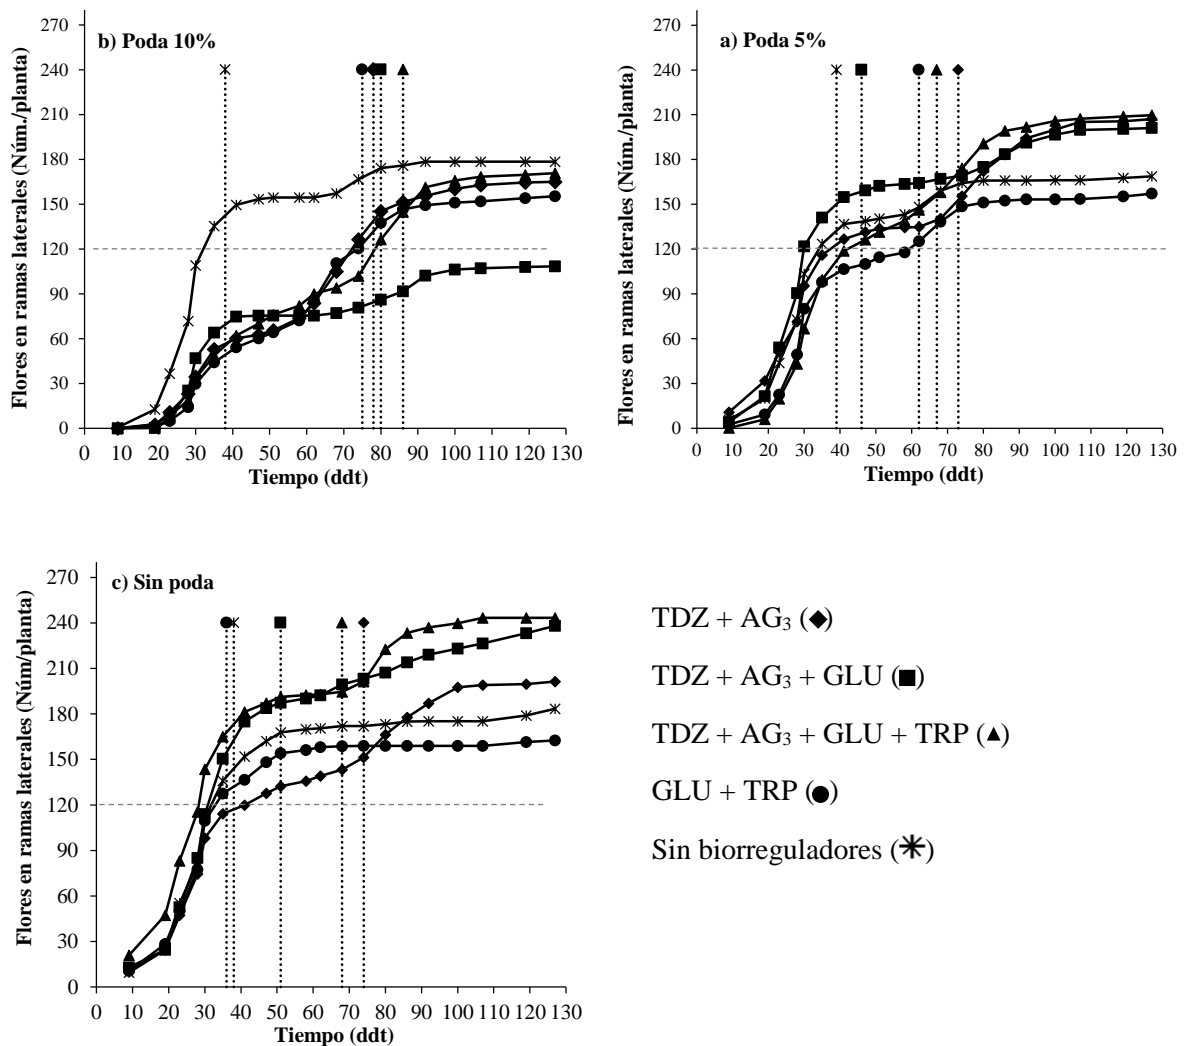 b) Poda 10%
Flores en ramas laterales (Núm./planta)
270
240
210
180
150
120
90
60
30
0
0 10 20 30 40 50 60 70 80 90 100 110 120 130
Tiempo (ddt)
a) Poda 5%
Flores en ramas laterales (Núm./planta)
270
240
210
180
150
120
90
60
30
0
0 10 20 30 40 50 60 70 80 90 100 110 120 130
Tiempo (ddt)
c) Sin poda
Flores en ramas laterales (Núm/planta)
270
240
210
180
150
120
90
60
30
0
0 10 20 30 40 50 60 70 80 90 100 110 120 130
Tiempo (ddt)
TDZ + AG₃ (◆)
TDZ + AG₃ + GLU (■)
TDZ + AG₃ + GLU + TRP (▲)
GLU + TRP (●)
Sin biorreguladores (✳)